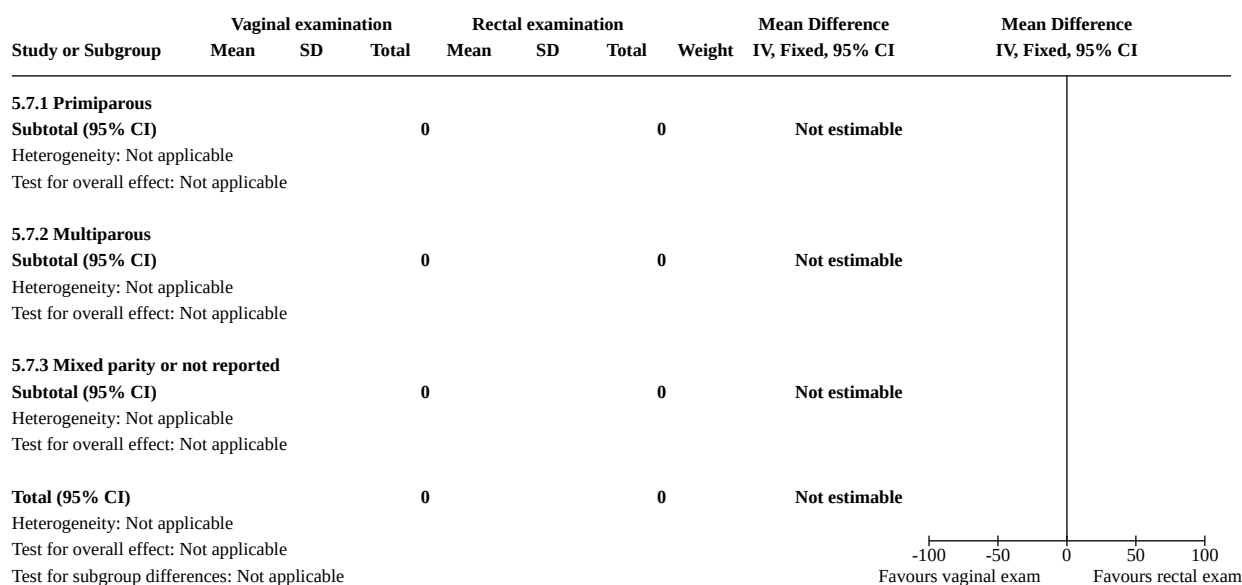 Vaginal examination Rectal examination Mean Difference Mean Difference
Study or Subgroup Mean SD Total Mean SD Total Weight IV, Fixed, 95% CI IV, Fixed, 95% CI
5.7.1 Primiparous
Subtotal (95% CI) 0 0 Not estimable
Heterogeneity: Not applicable
Test for overall effect: Not applicable
5.7.2 Multiparous
Subtotal (95% CI) 0 0 Not estimable
Heterogeneity: Not applicable
Test for overall effect: Not applicable
5.7.3 Mixed parity or not reported
Subtotal (95% CI) 0 0 Not estimable
Heterogeneity: Not applicable
Test for overall effect: Not applicable
Total (95% CI) 0 0 Not estimable
Heterogeneity: Not applicable
Test for overall effect: Not applicable
-100 -50 0 50 100
Test for subgroup differences: Not applicable Favours vaginal exam Favours rectal exam